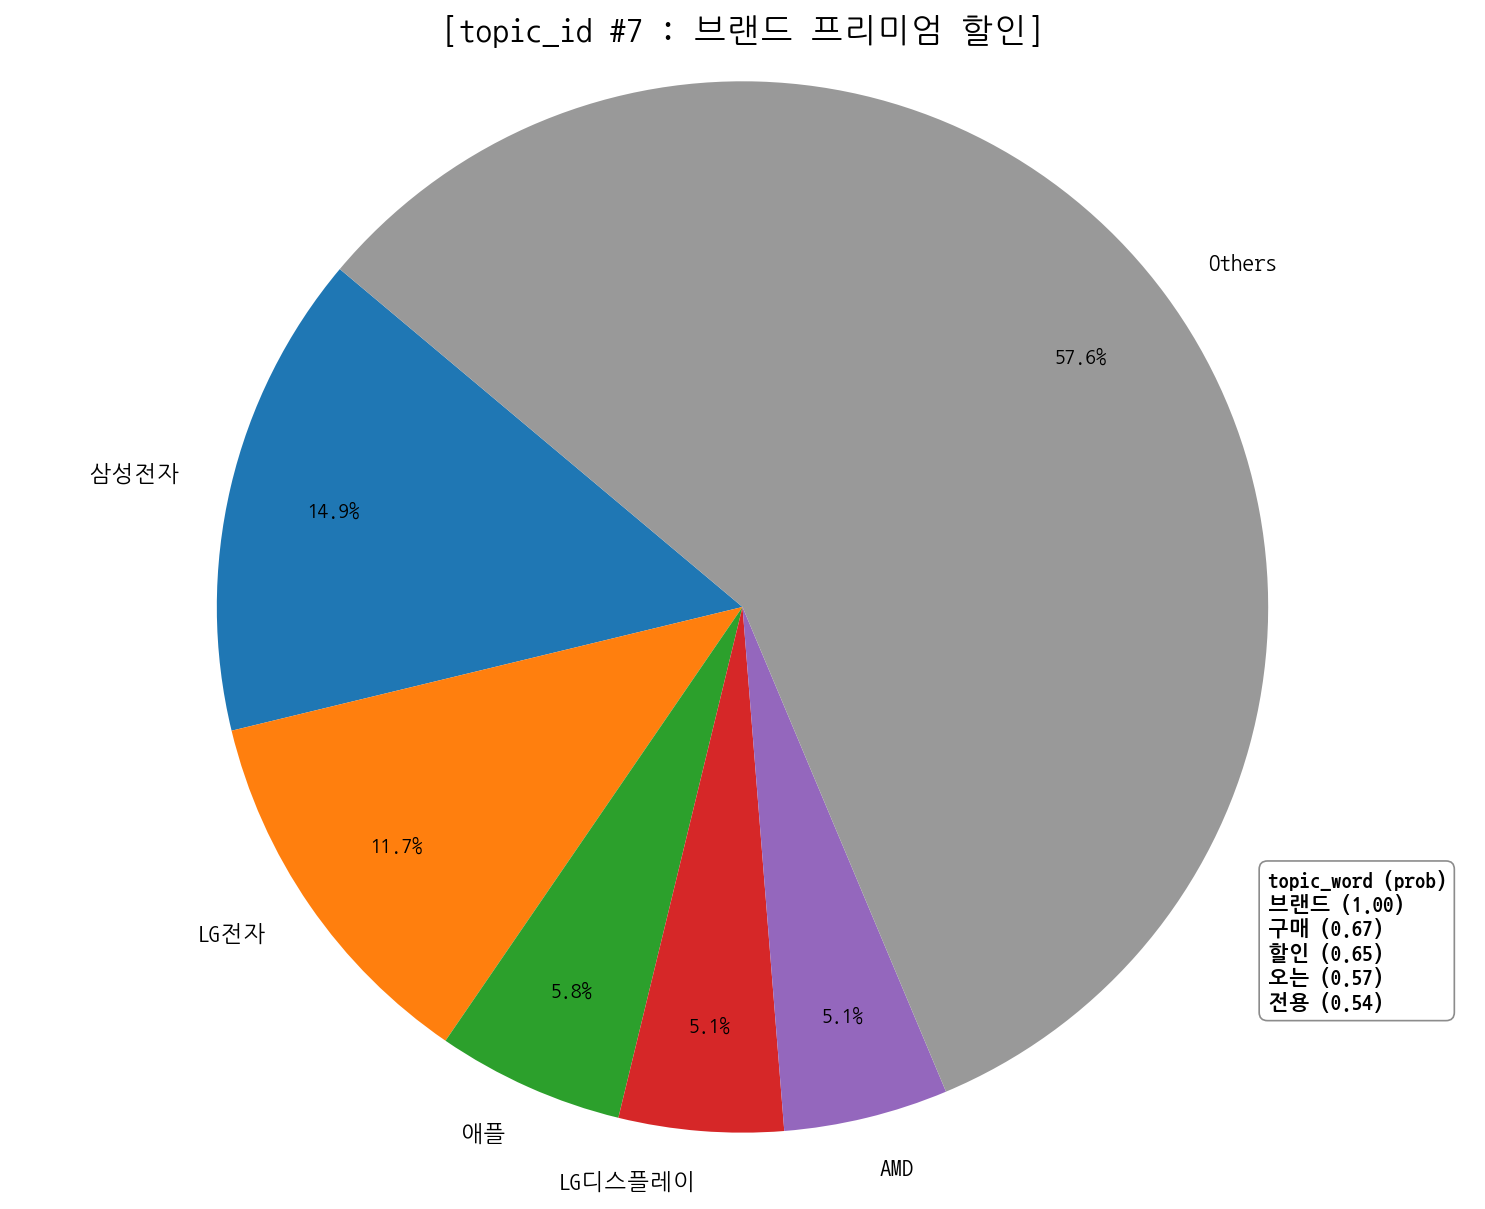 [topic_id #7 : 브랜드 프리미엄 할인]
Others
57.6%
삼성전자
14.9%
11.7%
LG전자
5.8%
5.1%
5.1%
애플
LG디스플레이
AMD
topic_word (prob)
브랜드 (1.00)
구매 (0.67)
할인 (0.65)
오는 (0.57)
전용 (0.54)